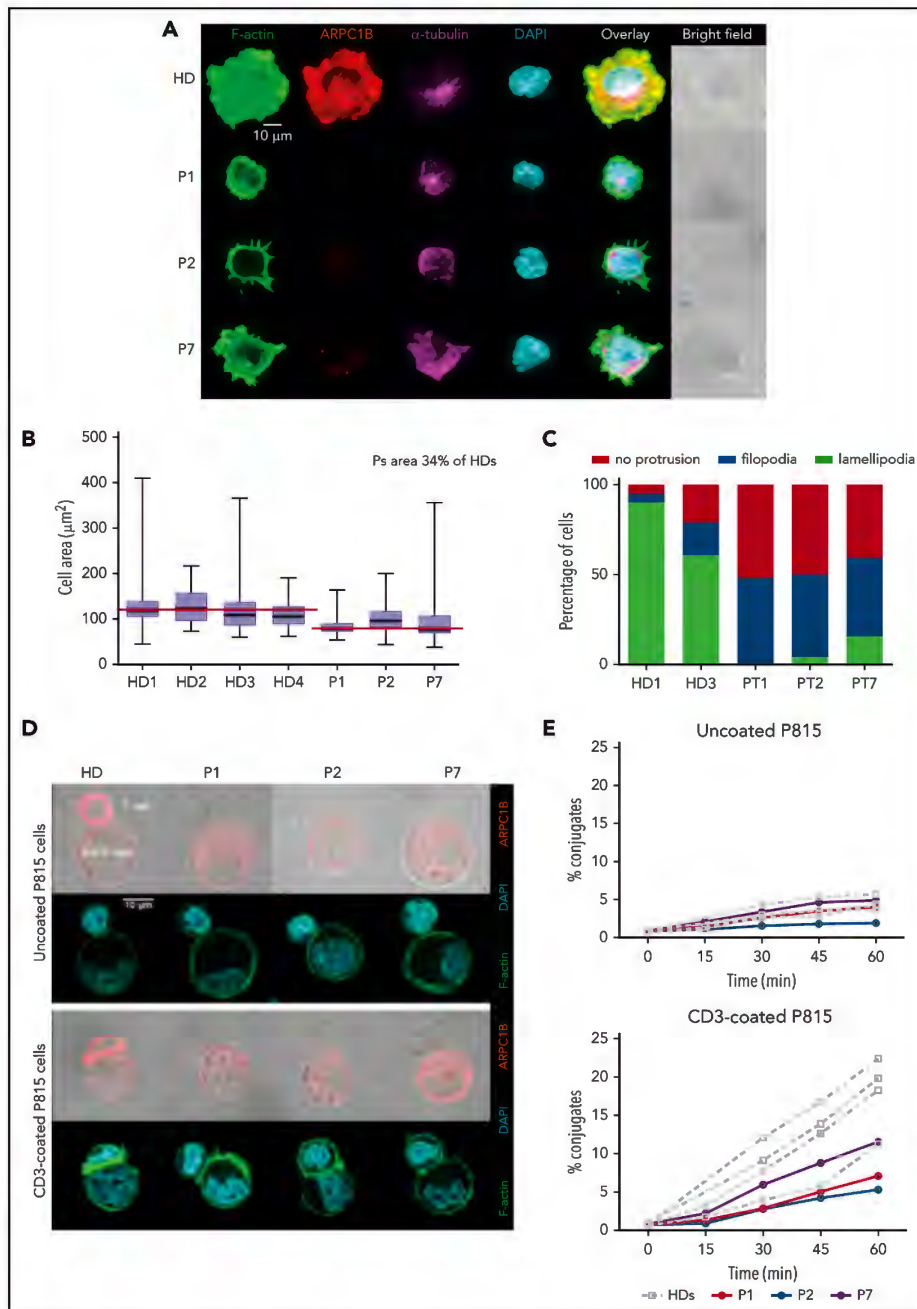 A
F-actin ARPC1B α-tubulin DAPI Overlay Bright field
HD
10 μm
P1
P2
P7
B
Ps area 34% of HDs
Cell area (μm²)
500
400
300
200
100
0
HD1 HD2 HD3 HD4 P1 P2 P7
C
no protrusion filopodia lamellipodia
Percentage of cells
100
50
0
HD1 HD3 PT1 PT2 PT7
D
HD P1 P2 P7
Uncoated P815 cells
ARPC1B
10 μm
DAPI
F-actin
CD3-coated P815 cells
ARPC1B
DAPI
F-actin
E
Uncoated P815
% conjugates
25
20
15
10
5
0
0 15 30 45 60
Time (min)
CD3-coated P815
% conjugates
25
20
15
10
5
0
0 15 30 45 60
Time (min)
HDs P1 P2 P7